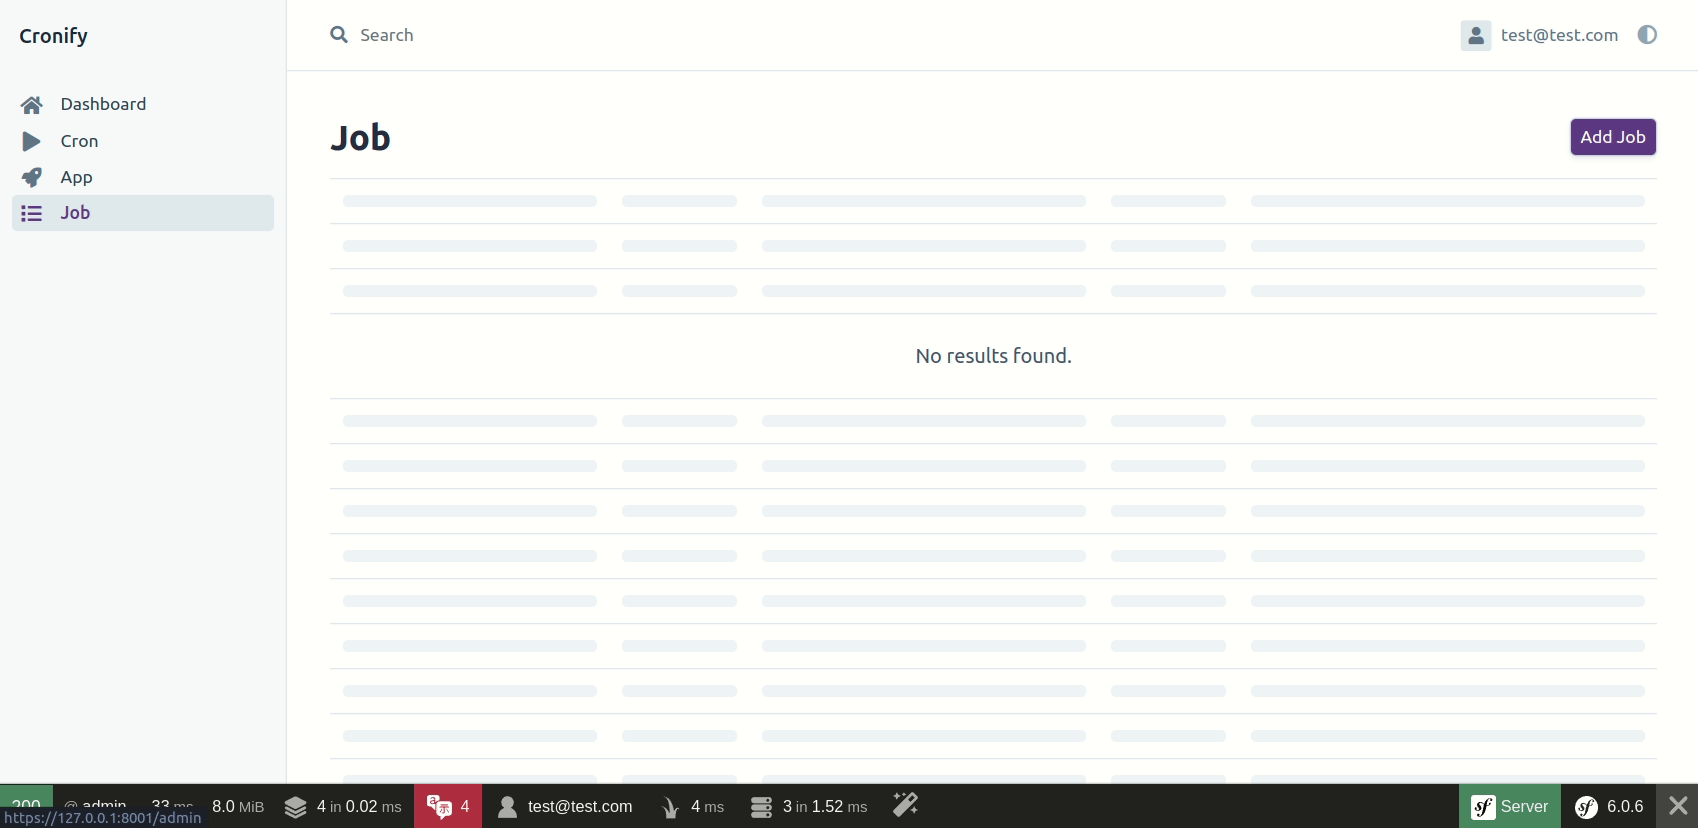 Cronify
Search
test@test.com
Dashboard
Cron
App
Job
Job
Add Job
No results found.
200 @ admin 33 ms 8.0 MiB 4 in 0.02 ms 4 test@test.com 4 ms 3 in 1.52 ms Server 6.0.6
https://127.0.0.1:8001/admin